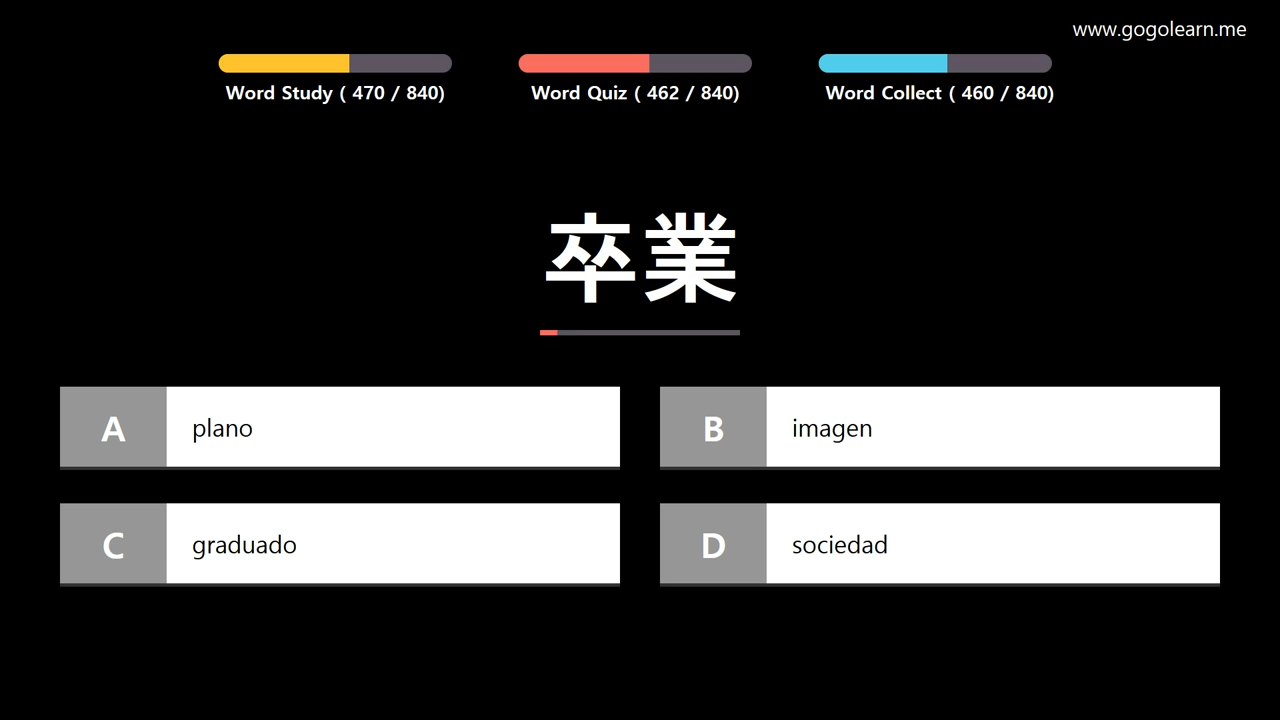 www.gogolearn.me
Word Study ( 470 / 840)
Word Quiz ( 462 / 840)
Word Collect ( 460 / 840)
卒業
A plano
B imagen
C graduado
D sociedad